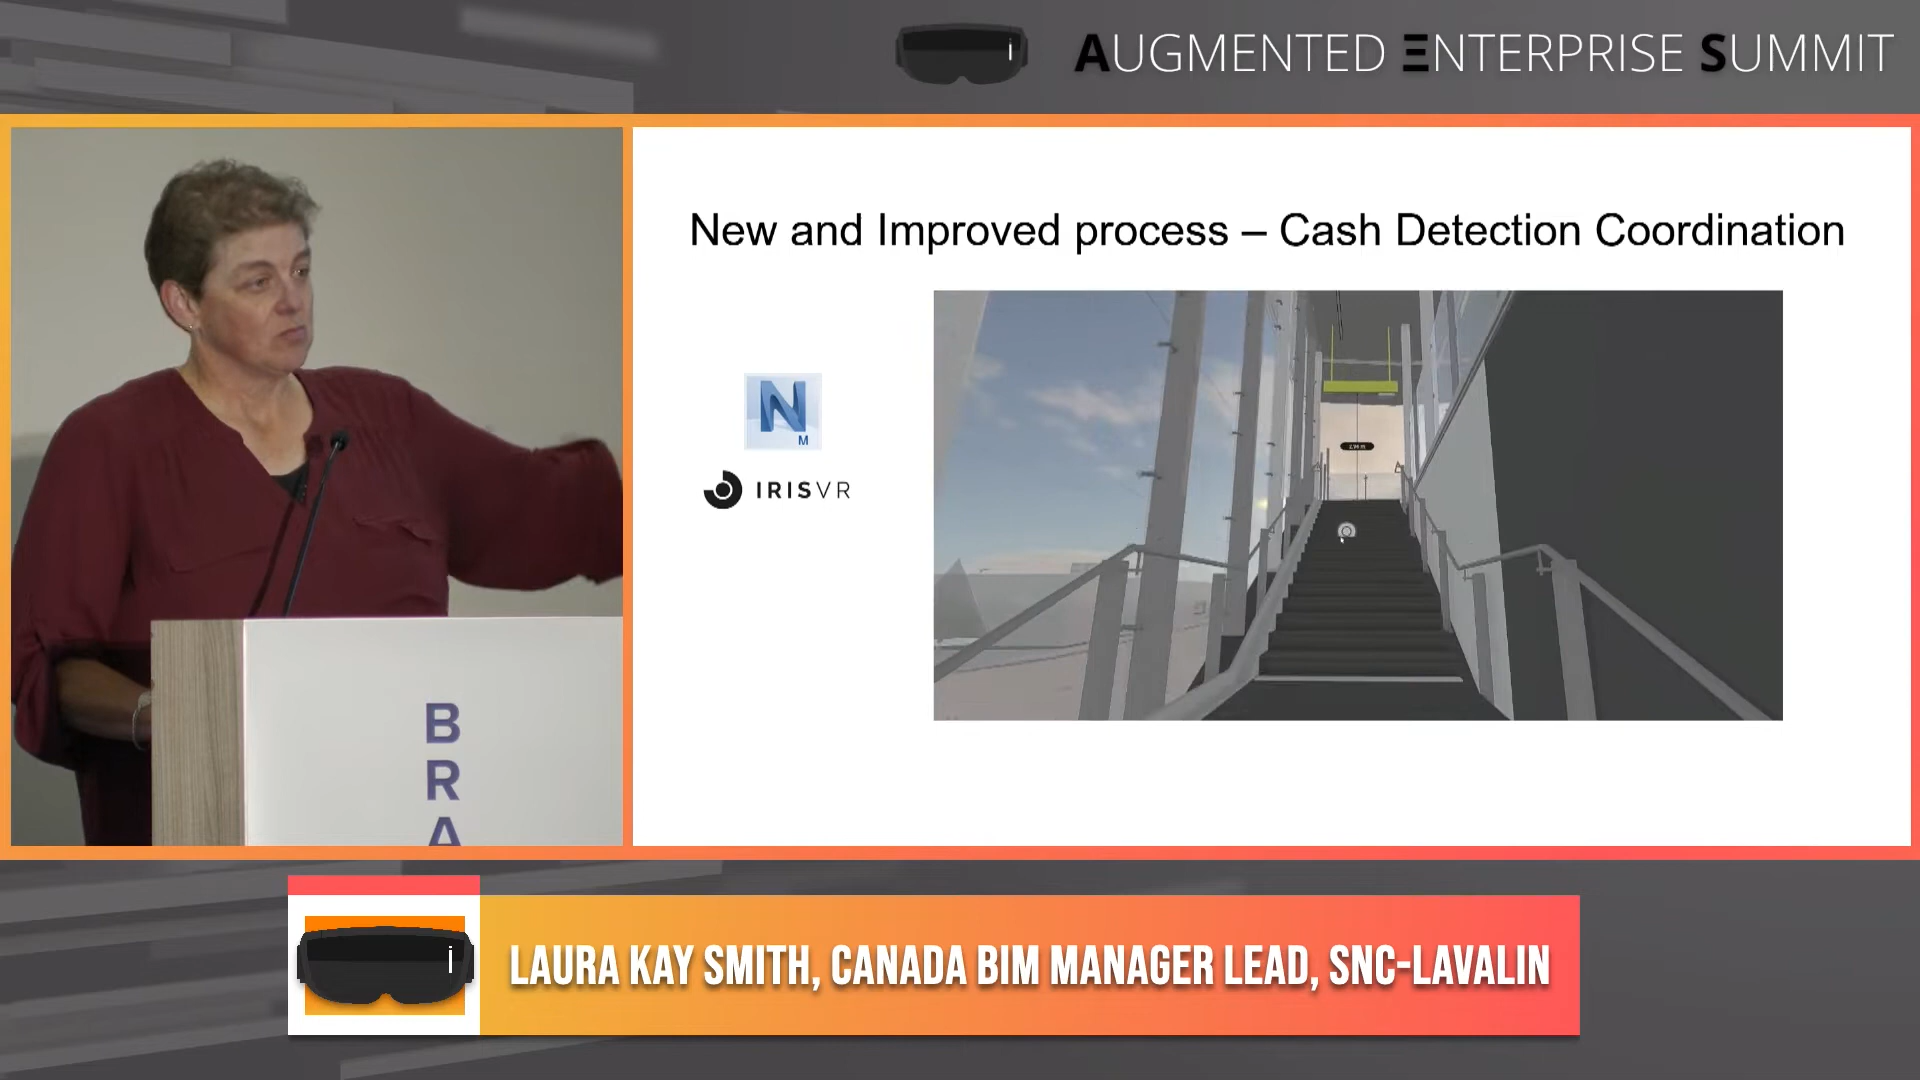 AUGMENTED ENTERPRISE SUMMIT
New and Improved process – Cash Detection Coordination
N
M
IRISVR
B
R
A
LAURA KAY SMITH, CANADA BIM MANAGER LEAD, SNC-LAVALIN